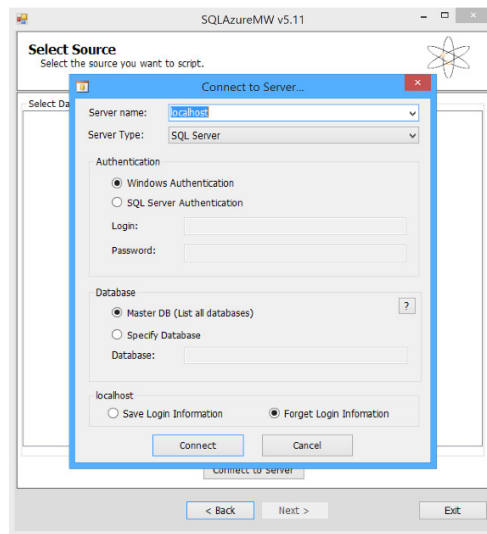 SQLAzureMW v5.11
Select Source
Select the source you want to script.
Connect to Server...
Select Da
Server name: localhost
Server Type: SQL Server
Authentication
Windows Authentication
SQL Server Authentication
Login:
Password:
Database
Master DB (List all databases)
?
Specify Database
Database:
localhost
Save Login Information Forget Login Infomation
Connect Cancel
Connect to Server
< Back Next > Exit